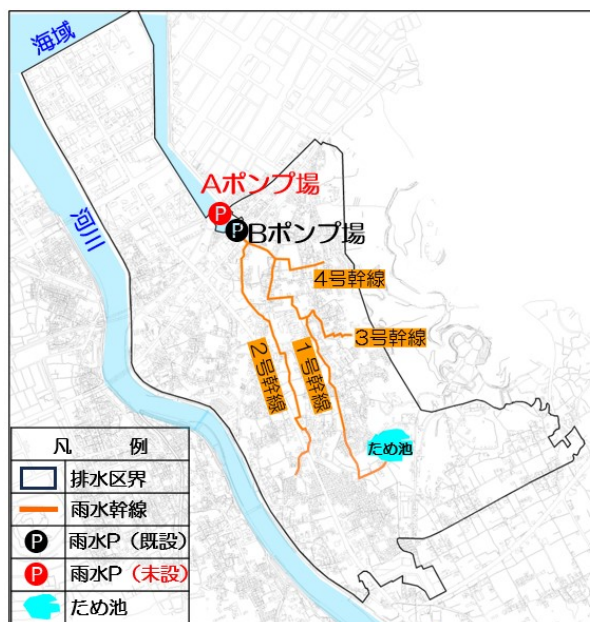 海域
Aポンプ場
P
P
Bポンプ場
河川
4号幹線
3号幹線
2号幹線
1号幹線
ため池
凡 例
排水区界
雨水幹線
P
雨水P（既設）
P
雨水P（未設）
ため池